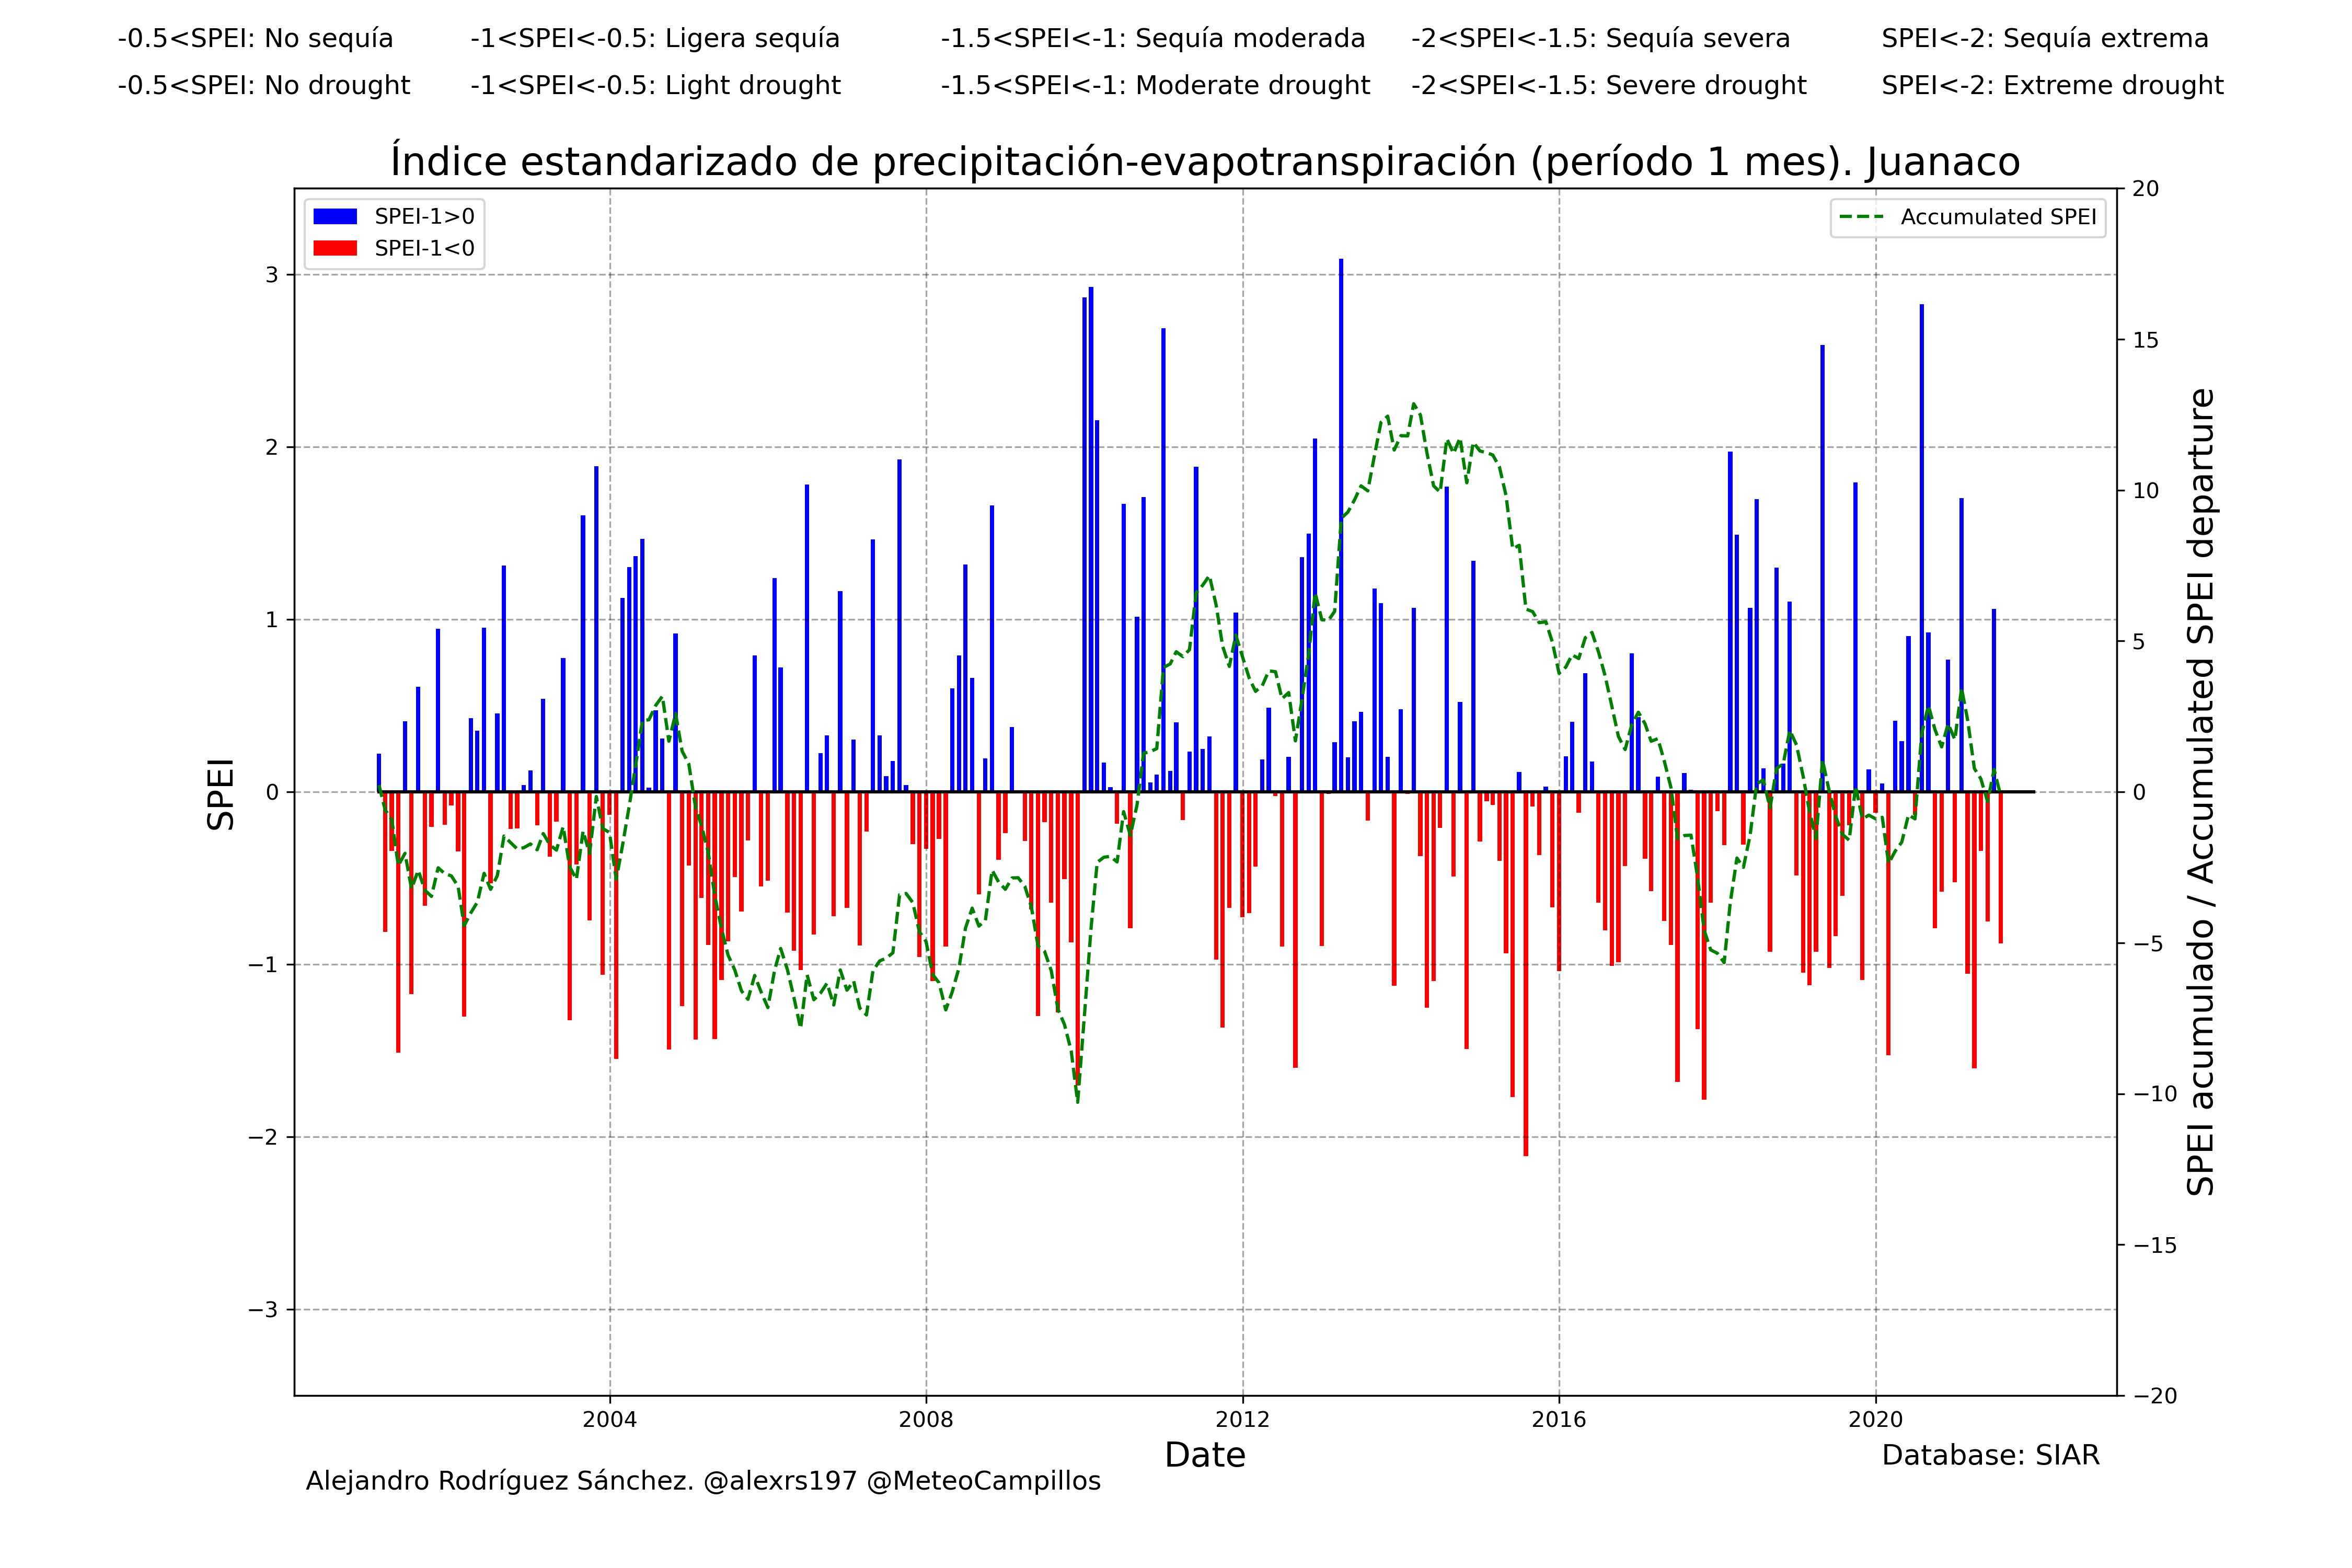 -0.5<SPEI: No sequía -1<SPEI<-0.5: Ligera sequía -1.5<SPEI<-1: Sequía moderada -2<SPEI<-1.5: Sequía severa SPEI<-2: Sequía extrema
-0.5<SPEI: No drought -1<SPEI<-0.5: Light drought -1.5<SPEI<-1: Moderate drought -2<SPEI<-1.5: Severe drought SPEI<-2: Extreme drought
Índice estandarizado de precipitación-evapotranspiración (período 1 mes). Juanaco
SPEI-1>0
SPEI-1<0
Accumulated SPEI
SPEI
3
2
1
0
−1
−2
−3
20
15
10
5
0
−5
−10
−15
−20
SPEI acumulado / Accumulated SPEI departure
2004 2008 2012 2016 2020
Date
Database: SIAR
Alejandro Rodríguez Sánchez. @alexrs197 @MeteoCampillos